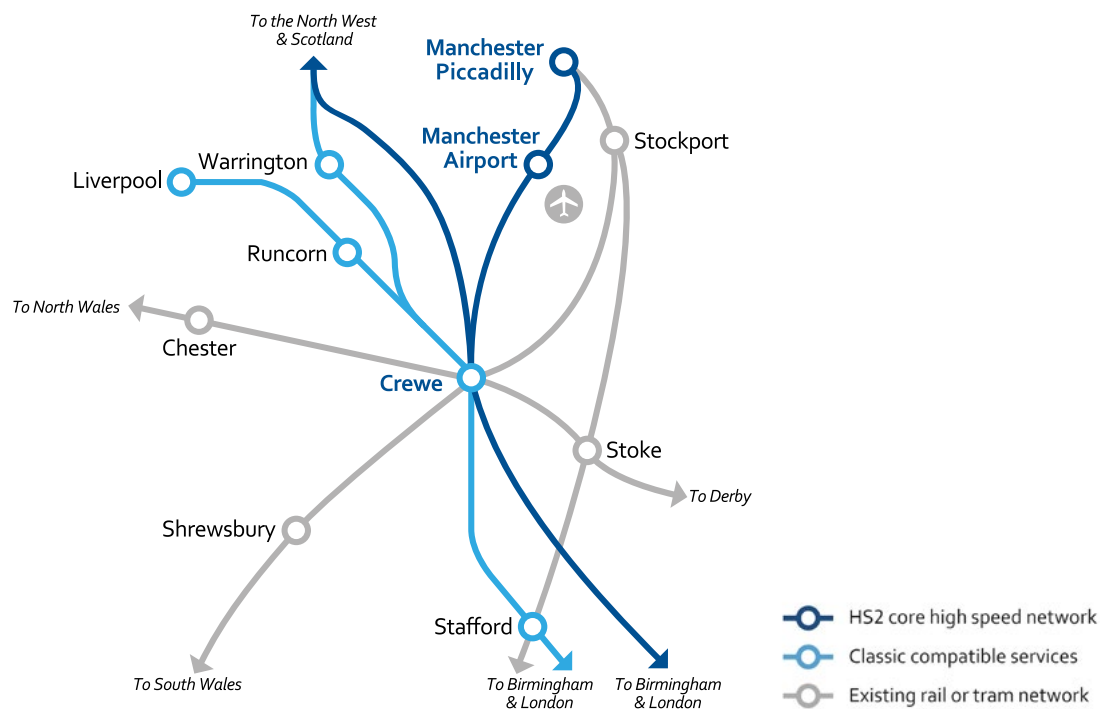 To the North West
& Scotland
Manchester
Piccadilly
Manchester
Airport
Stockport
Warrington
Liverpool
Runcorn
To North Wales
Chester
Crewe
Stoke
To Derby
Shrewsbury
Stafford
To South Wales
To Birmingham
& London
To Birmingham
& London
HS2 core high speed network
Classic compatible services
Existing rail or tram network